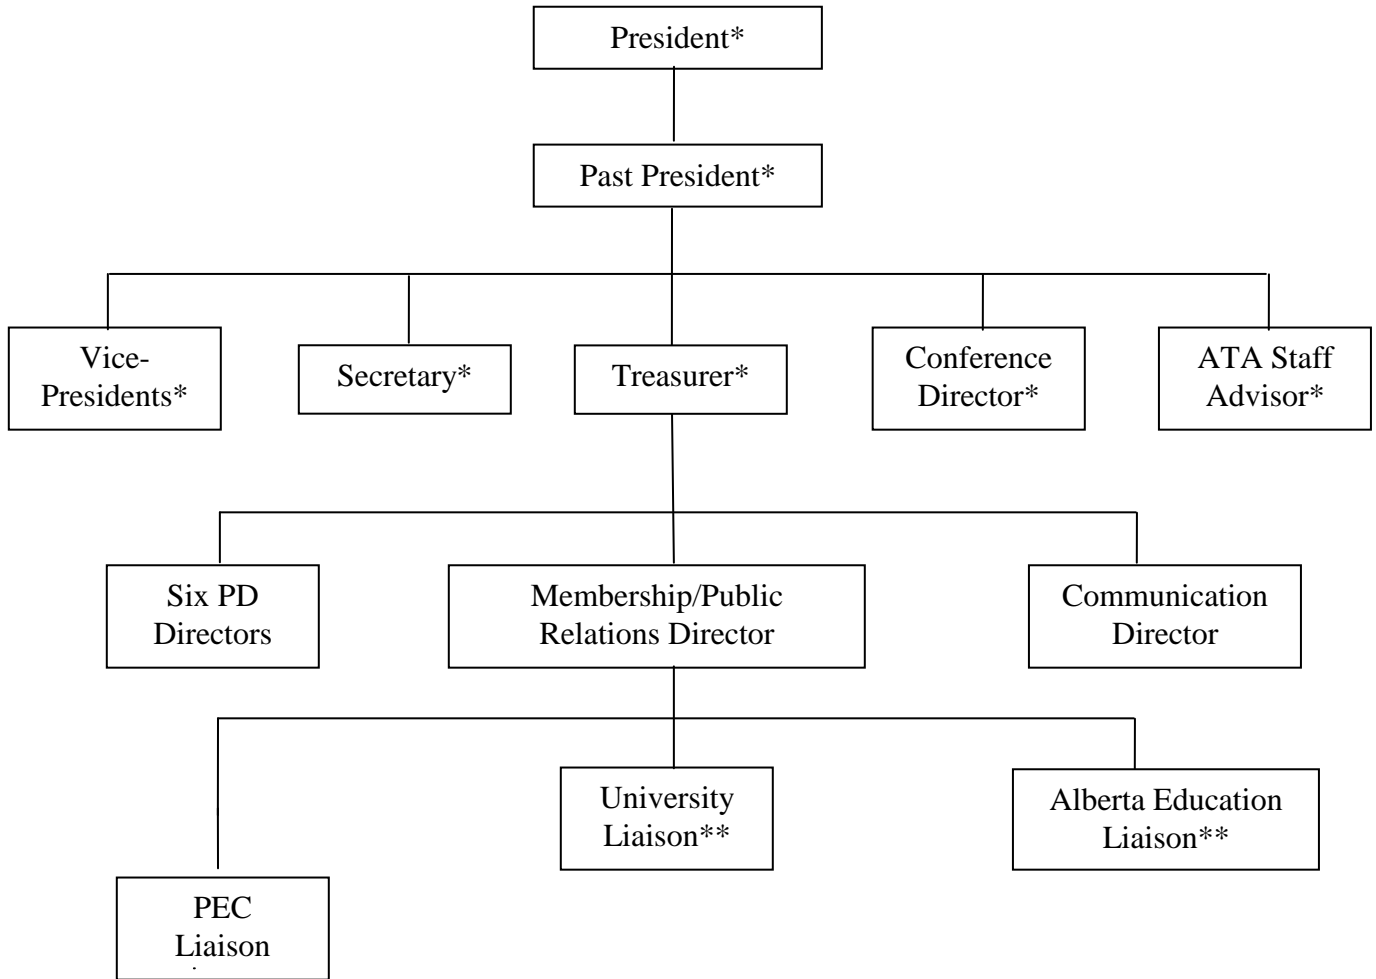 President*
Past President*
Vice-
Presidents*
Secretary*
Treasurer*
Conference
Director*
ATA Staff
Advisor*
Six PD
Directors
Membership/Public
Relations Director
Communication
Director
University
Liaison**
Alberta Education
Liaison**
PEC
Liaison